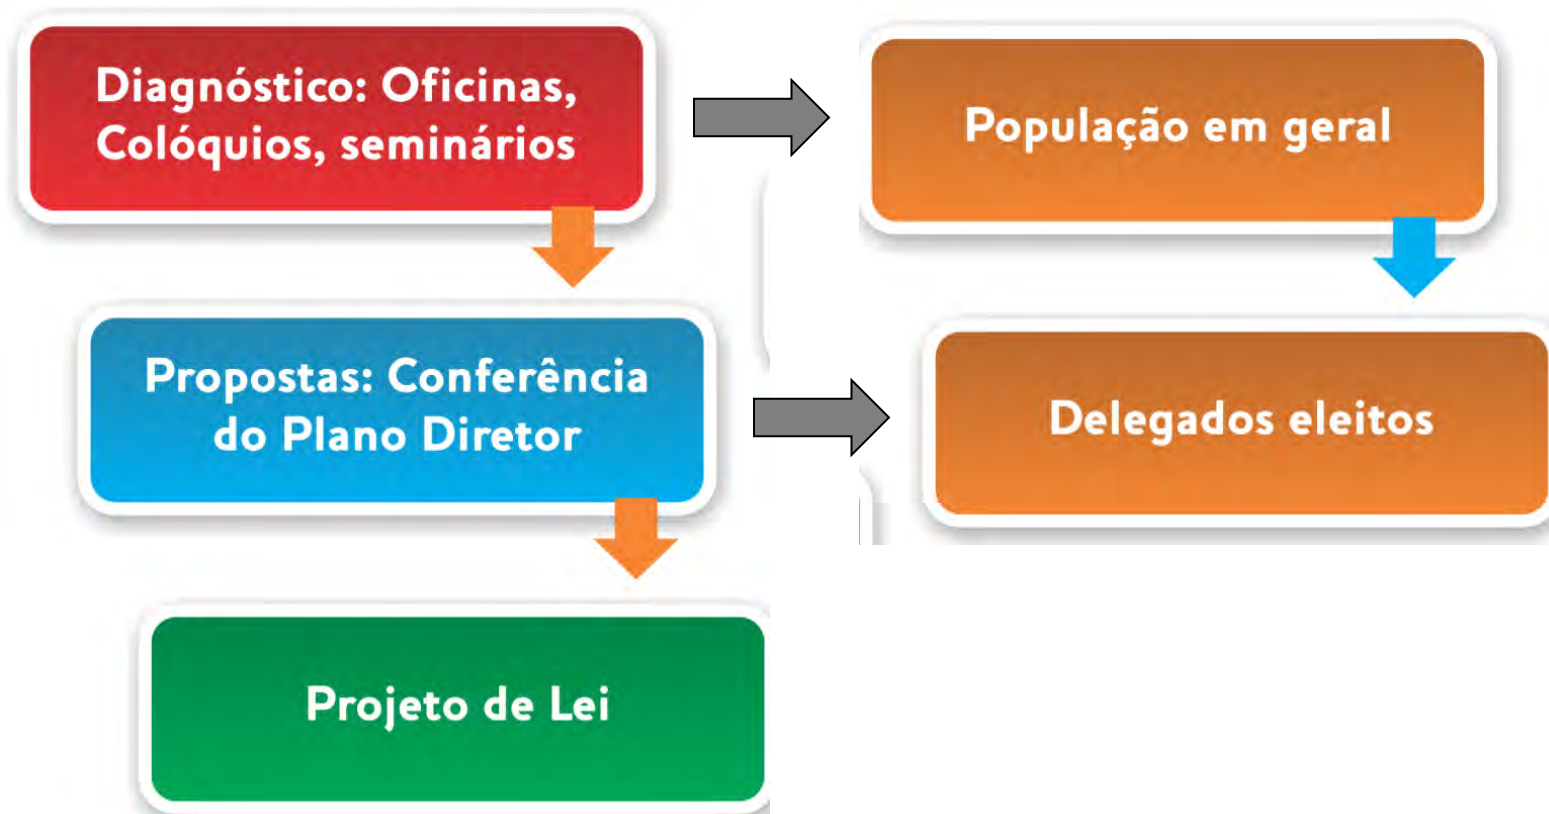 Diagnóstico: Oficinas,
Colóquios, seminários
População em geral
Propostas: Conferência
do Plano Diretor
Delegados eleitos
Projeto de Lei